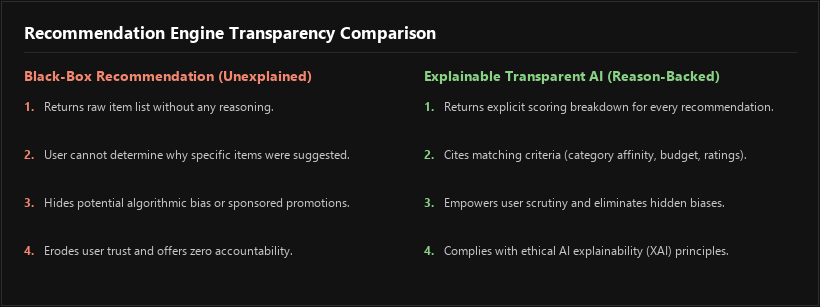 Recommendation Engine Transparency Comparison
Black-Box Recommendation (Unexplained)
1. Returns raw item list without any reasoning.
2. User cannot determine why specific items were suggested.
3. Hides potential algorithmic bias or sponsored promotions.
4. Erodes user trust and offers zero accountability.
Explainable Transparent AI (Reason-Backed)
1. Returns explicit scoring breakdown for every recommendation.
2. Cites matching criteria (category affinity, budget, ratings).
3. Empowers user scrutiny and eliminates hidden biases.
4. Complies with ethical AI explainability (XAI) principles.